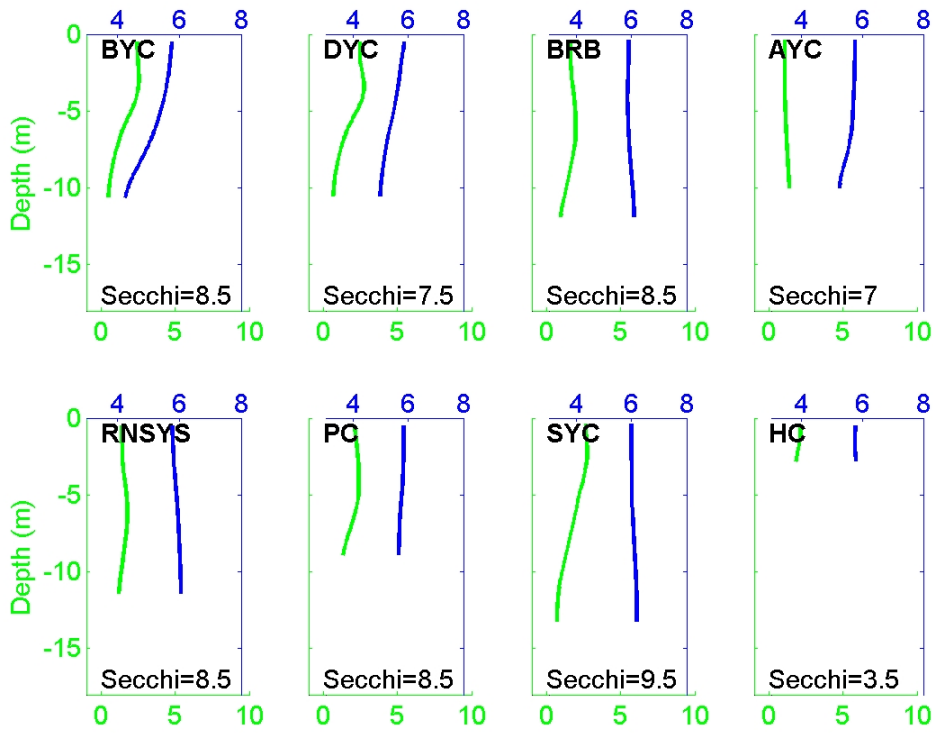 4 6 8 4 6 8 4 6 8 4 6 8
0 BYC DYC BRB AYC
-5
Depth (m)
-10
-15
Secchi=8.5 Secchi=7.5 Secchi=8.5 Secchi=7
0 5 10 0 5 10 0 5 10 0 5 10
4 6 8 4 6 8 4 6 8 4 6 8
0 RNSYS PC SYC HC
-5
Depth (m)
-10
-15
Secchi=8.5 Secchi=8.5 Secchi=9.5 Secchi=3.5
0 5 10 0 5 10 0 5 10 0 5 10